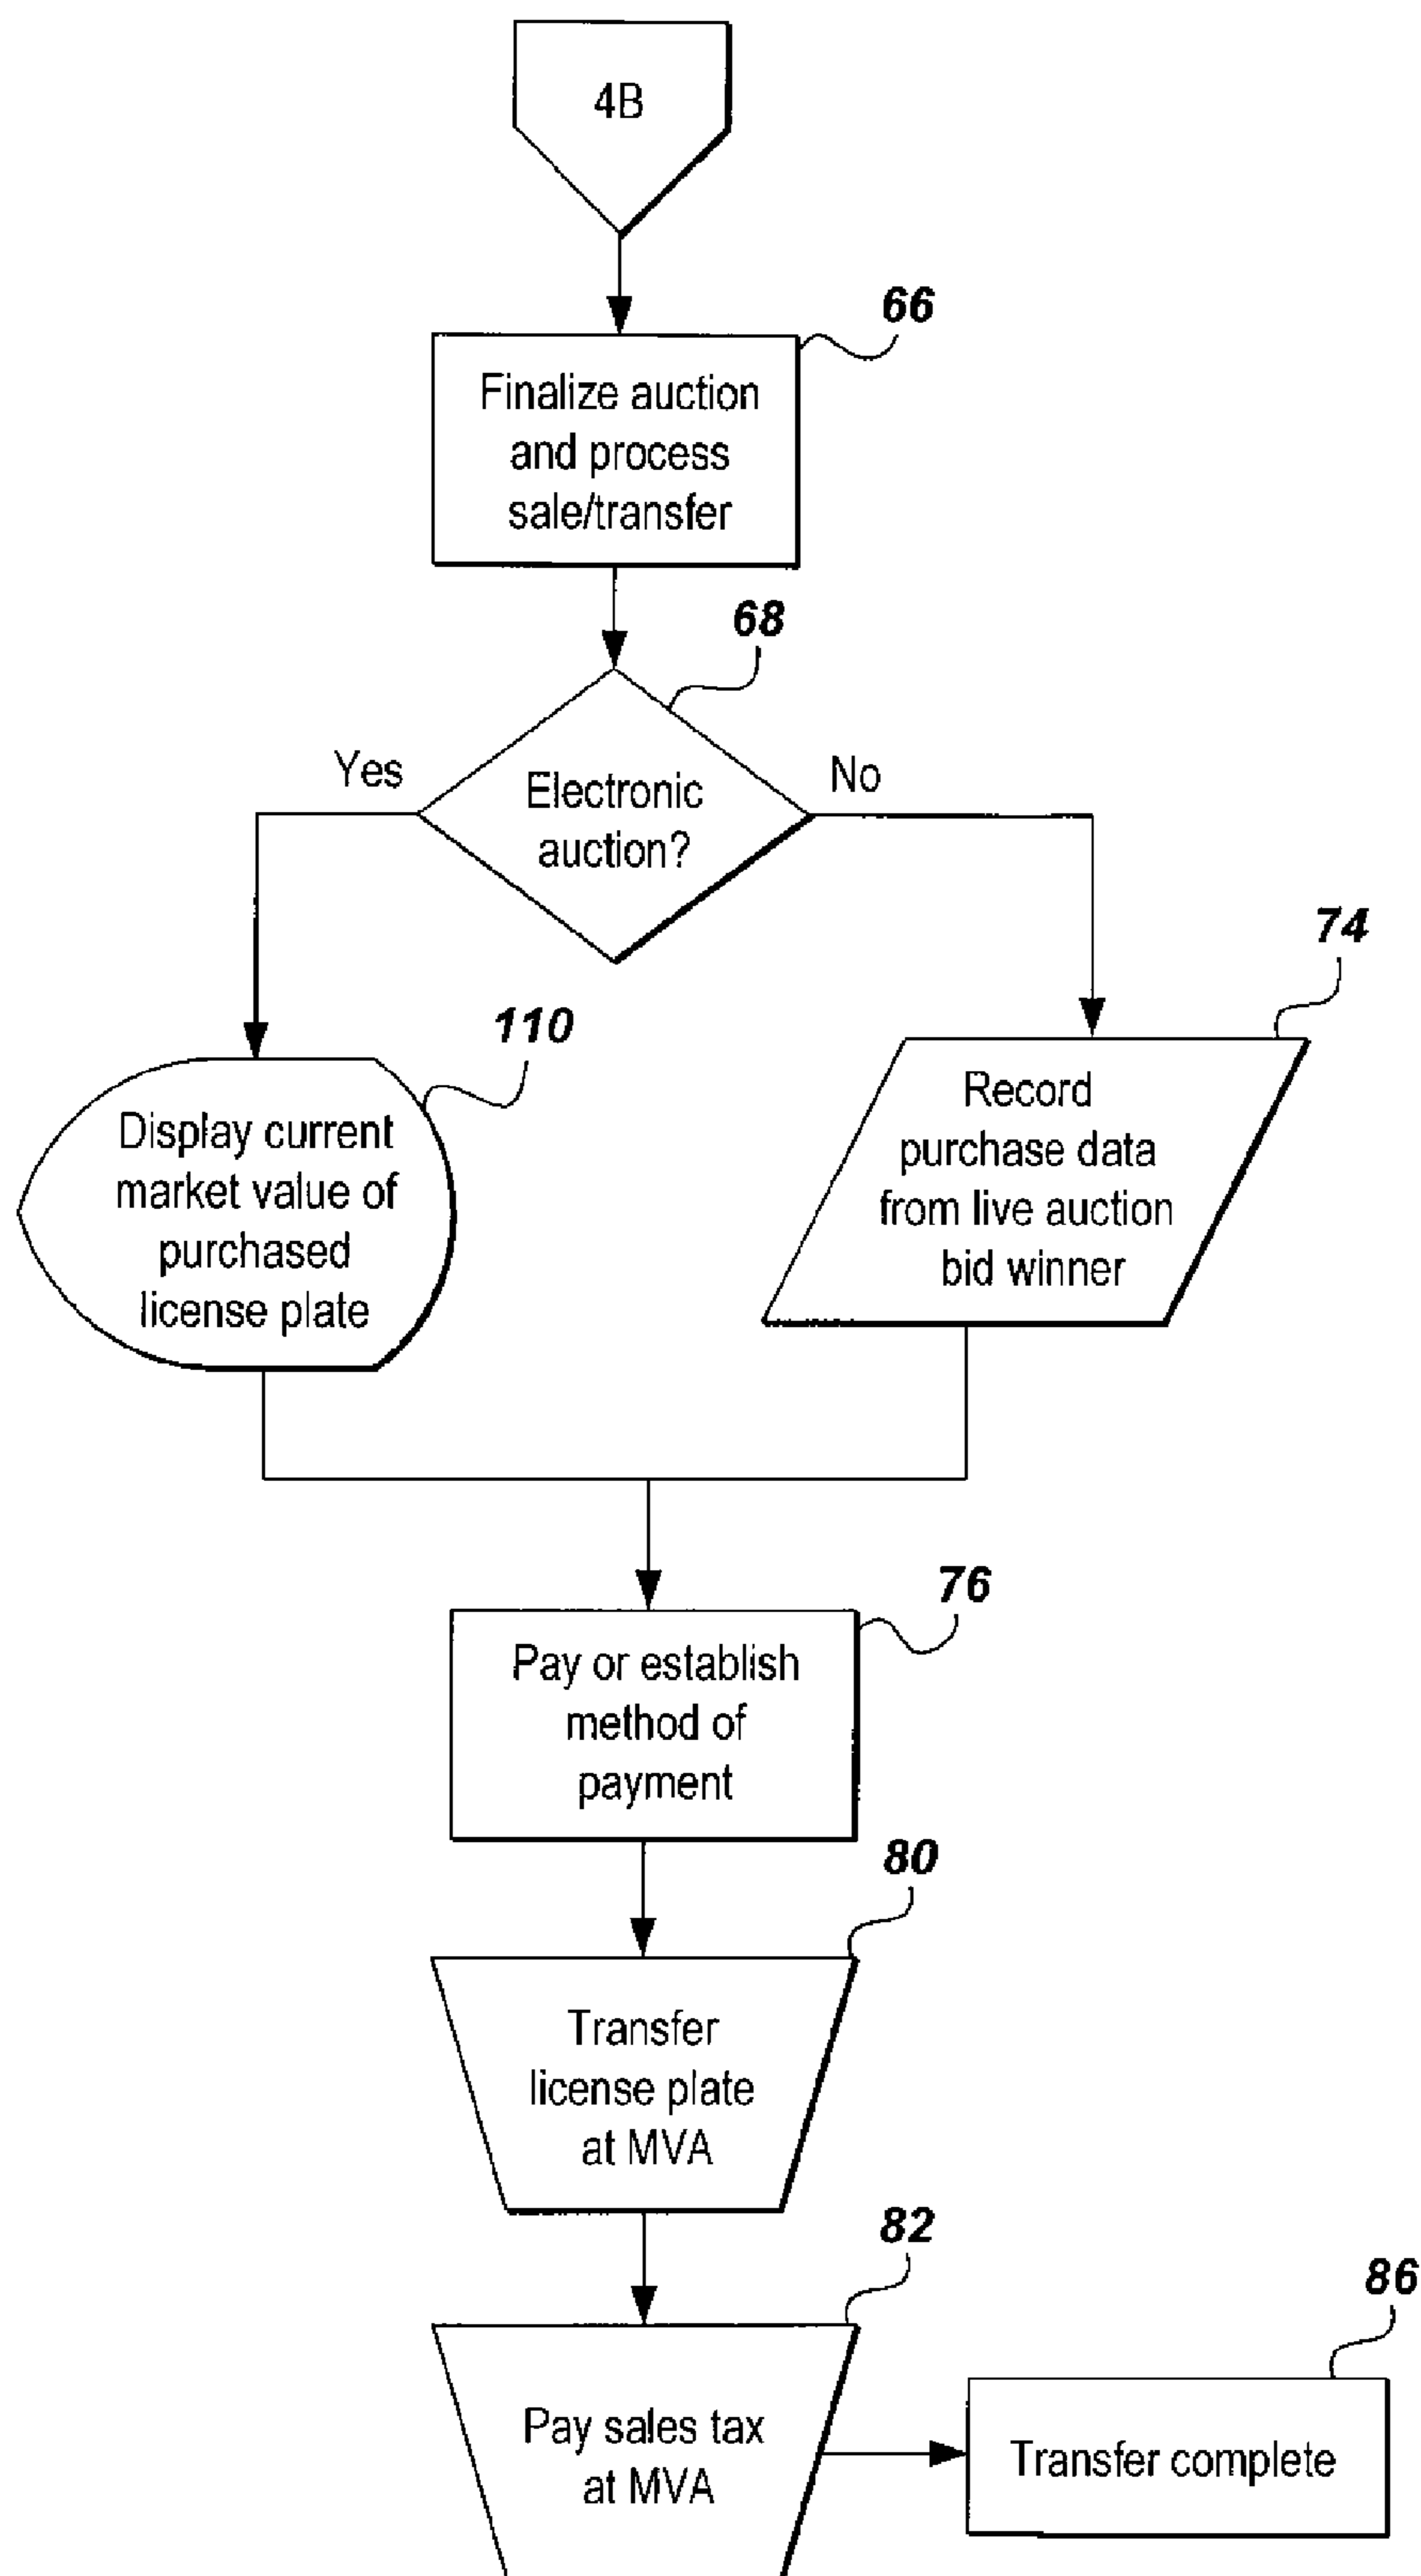 4B
66
Finalize auction
and process
sale/transfer
68
Yes
Electronic
auction?
No
110
Display current
market value of
purchased
license plate
74
Record
purchase data
from live auction
bid winner
76
Pay or establish
method of
payment
80
Transfer
license plate
at MVA
82
Pay sales tax
at MVA
86
Transfer complete